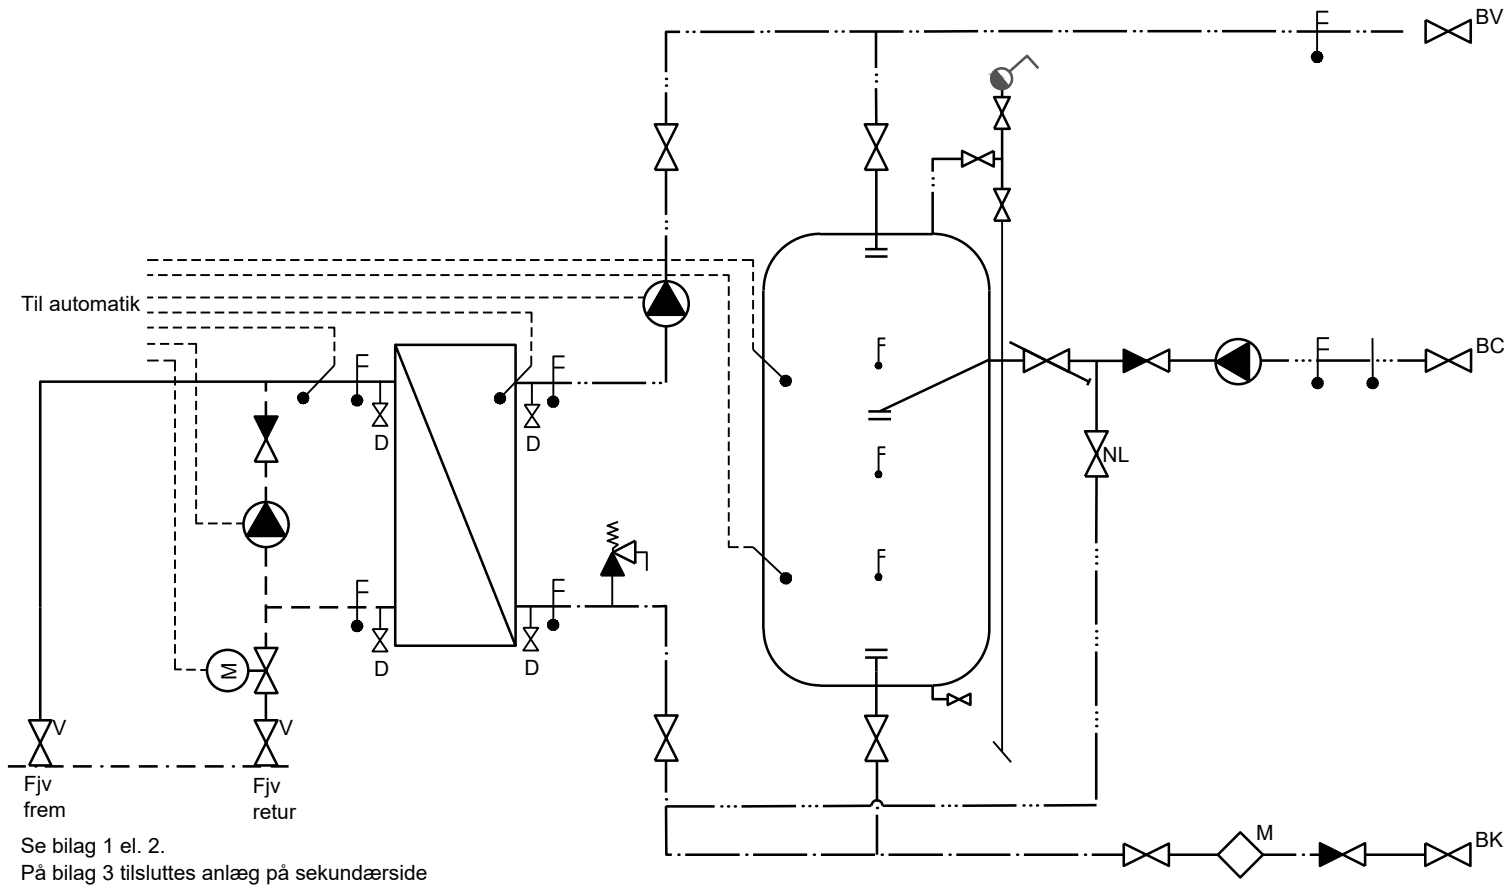 BV
Til automatik
BC
F
F
F
F
F
F
F
F
F
D
D
NL
D
D
M
V
V
Fjv
frem
Fjv
retur
M
BK
Se bilag 1 el. 2.
På bilag 3 tilsluttes anlæg på sekundærside